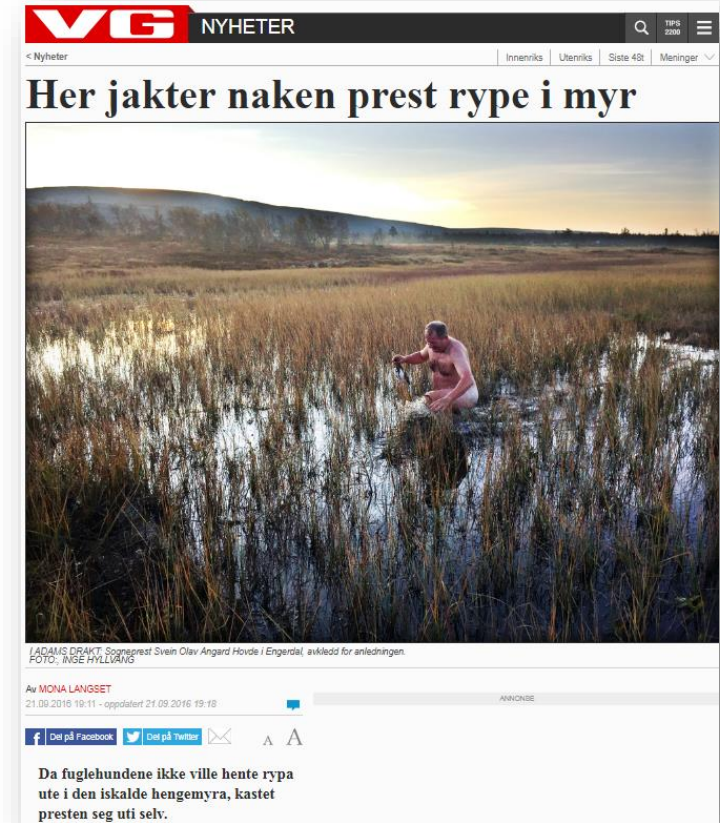 VG NYHETER TIPS 2200
< Nyheter Innenriks Utenriks Siste 48t Meninger
Her jakter naken prest rype i myr
I ADAMS DRAKT: Sogneprest Svein Olav Angard Hovde i Engerdal, avkledd for anledningen.
FOTO:, INGE HYLLVANG
Av MONA LANGSET
21.09.2016 19:11 - oppdatert 21.09.2016 19:18
ANNONSE
f Del på Facebook Del på Twitter A A
Da fuglehundene ikke ville hente rypa
ute i den iskalde hengemyra, kastet
presten seg uti selv.